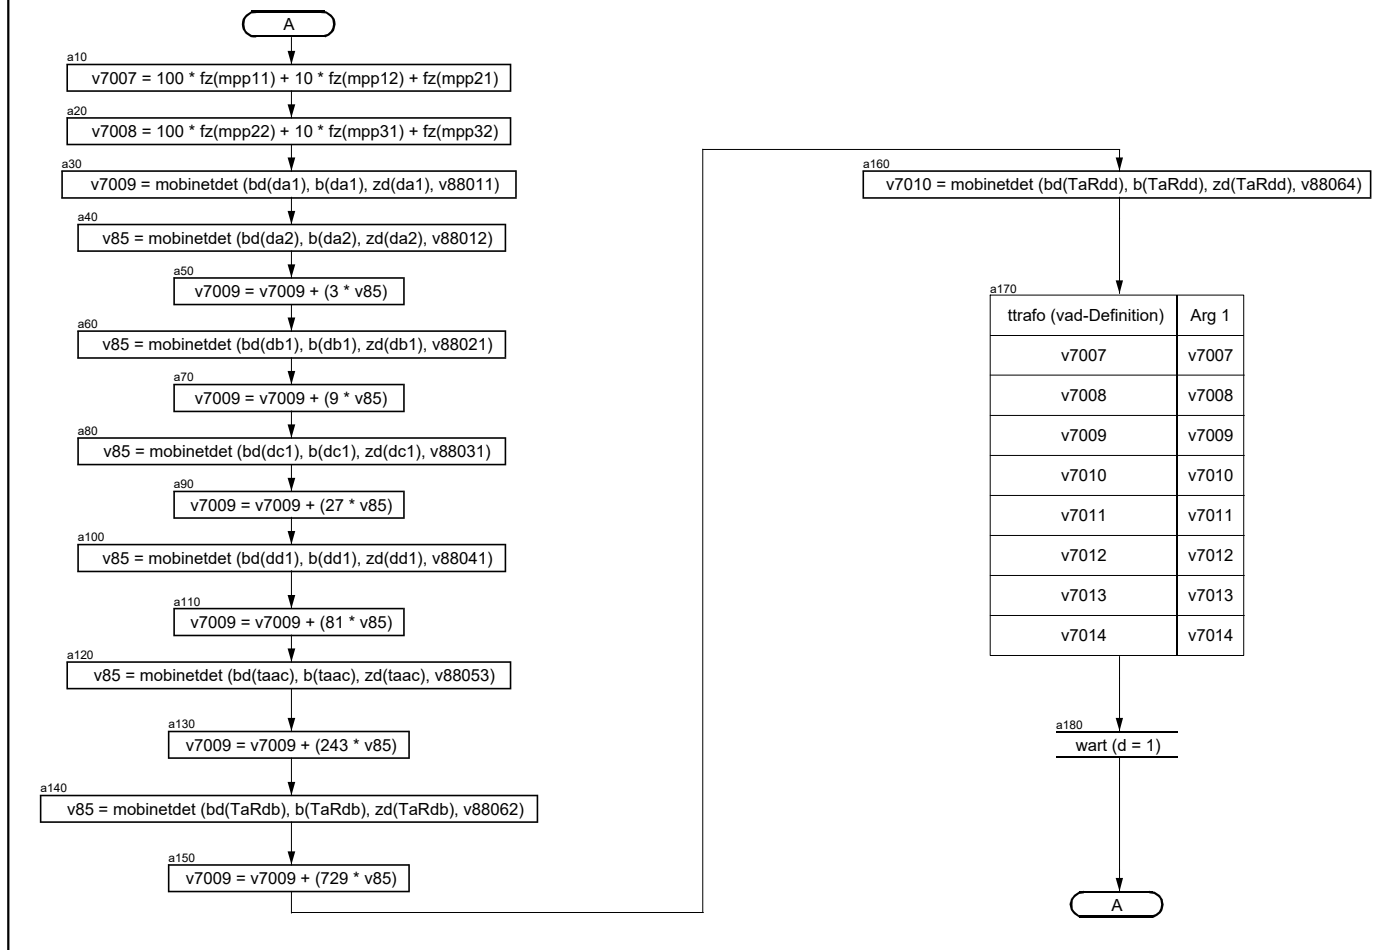 A
a10
v7007 = 100 * fz(mpp11) + 10 * fz(mpp12) + fz(mpp21)
a20
v7008 = 100 * fz(mpp22) + 10 * fz(mpp31) + fz(mpp32)
a30
v7009 = mobinetdet (bd(da1), b(da1), zd(da1), v88011)
a40
v85 = mobinetdet (bd(da2), b(da2), zd(da2), v88012)
a50
v7009 = v7009 + (3 * v85)
a60
v85 = mobinetdet (bd(db1), b(db1), zd(db1), v88021)
a70
v7009 = v7009 + (9 * v85)
a80
v85 = mobinetdet (bd(dc1), b(dc1), zd(dc1), v88031)
a90
v7009 = v7009 + (27 * v85)
a100
v85 = mobinetdet (bd(dd1), b(dd1), zd(dd1), v88041)
a110
v7009 = v7009 + (81 * v85)
a120
v85 = mobinetdet (bd(taac), b(taac), zd(taac), v88053)
a130
v7009 = v7009 + (243 * v85)
a140
v85 = mobinetdet (bd(TaRdb), b(TaRdb), zd(TaRdb), v88062)
a150
v7009 = v7009 + (729 * v85)
a160
v7010 = mobinetdet (bd(TaRdd), b(TaRdd), zd(TaRdd), v88064)
a170
ttrafo (vad-Definition) Arg 1
v7007 v7007
v7008 v7008
v7009 v7009
v7010 v7010
v7011 v7011
v7012 v7012
v7013 v7013
v7014 v7014
a180
wart (d = 1)
A